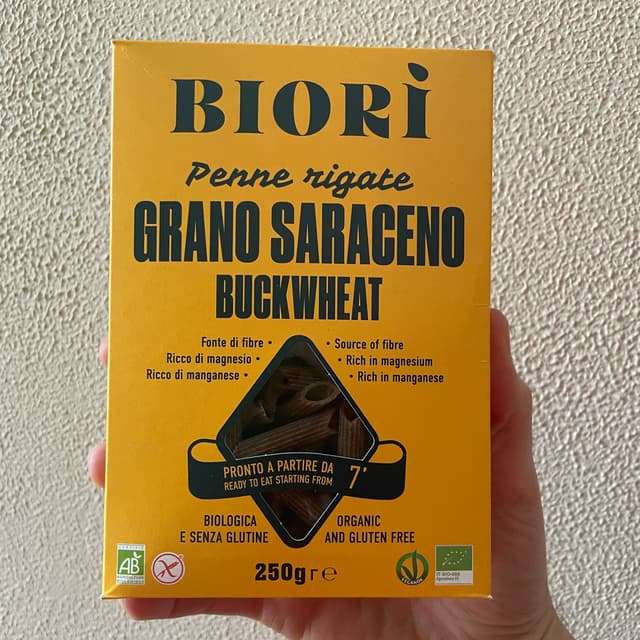 BIORÌ
Penne rigate
GRANO SARACENO
BUCKWHEAT
Fonte di fibre •
Ricco di magnesio •
Ricco di manganese •
• Source of fibre
• Rich in magnesium
• Rich in manganese
PRONTO A PARTIRE DA
READY TO EAT STARTING FROM
7'
BIOLOGICA
E SENZA GLUTINE
ORGANIC
AND GLUTEN FREE
AB
AGRICULTURE
250g ℮